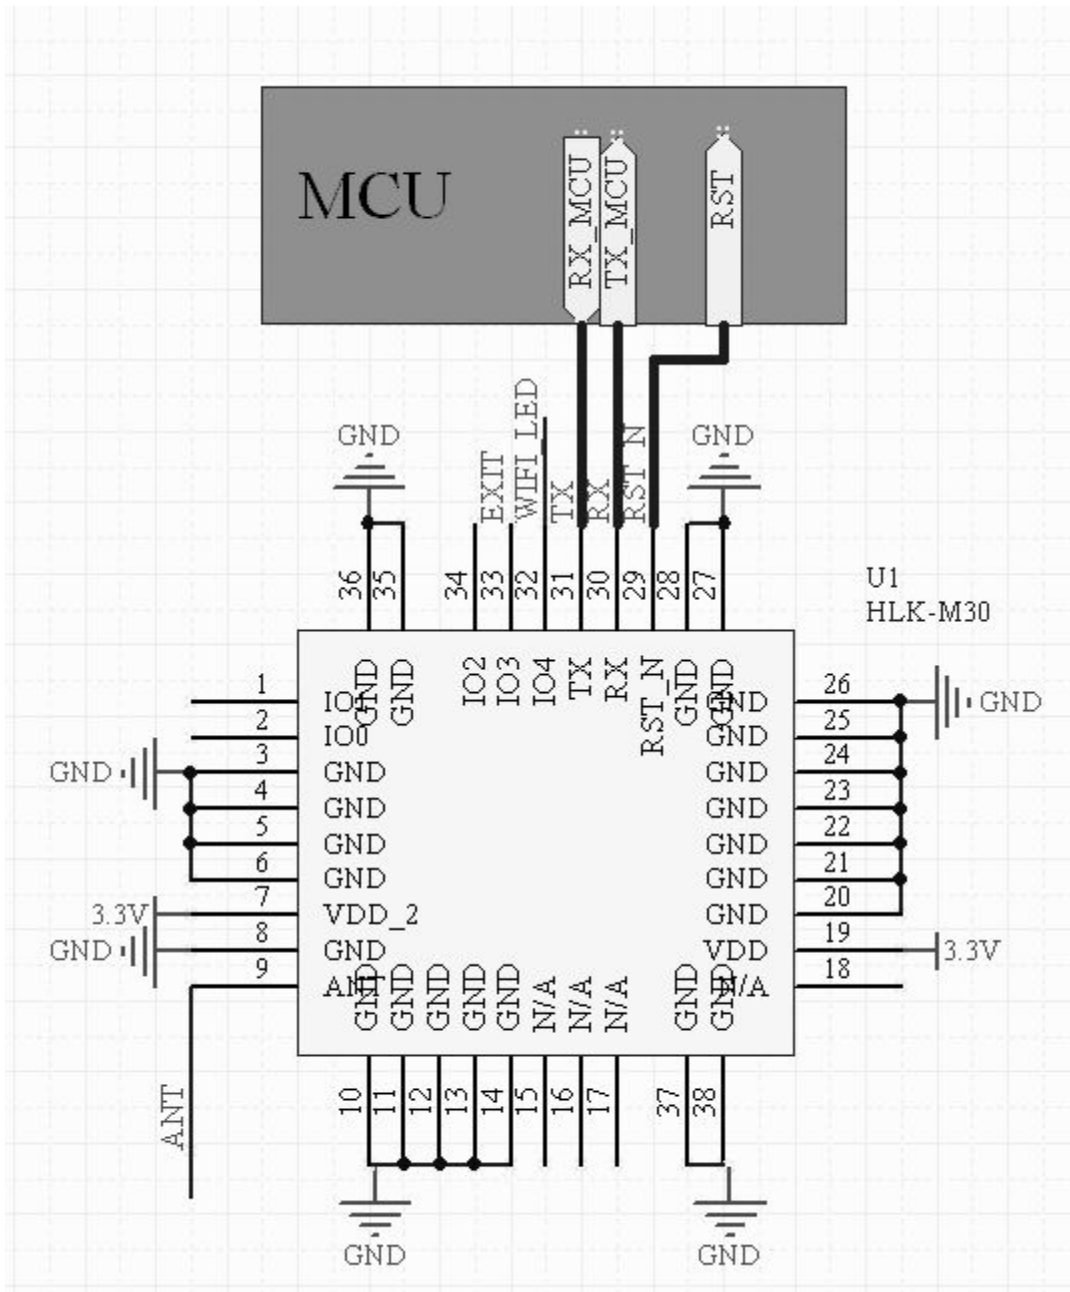 MCU
RX_MCU
TX_MCU
RST
GND
EXIT
WIFI_LED
TX
RX
RST_N
GND
36
35
34
33
32
31
30
29
28
27
U1
HLK-M30
GND
GND
IO2
IO3
IO4
TX
RX
RST_N
GND
GND
1
2
IO0
GND
3
GND
4
GND
5
GND
6
GND
3.3V
7
VDD_2
GND
8
GND
9
ANT
26
GND
GND
25
GND
24
GND
23
GND
22
GND
21
GND
20
GND
19
VDD
3.3V
18
N/A
GND
GND
GND
GND
GND
N/A
N/A
N/A
GND
GND
10
11
12
13
14
15
16
17
37
38
ANT
GND
GND